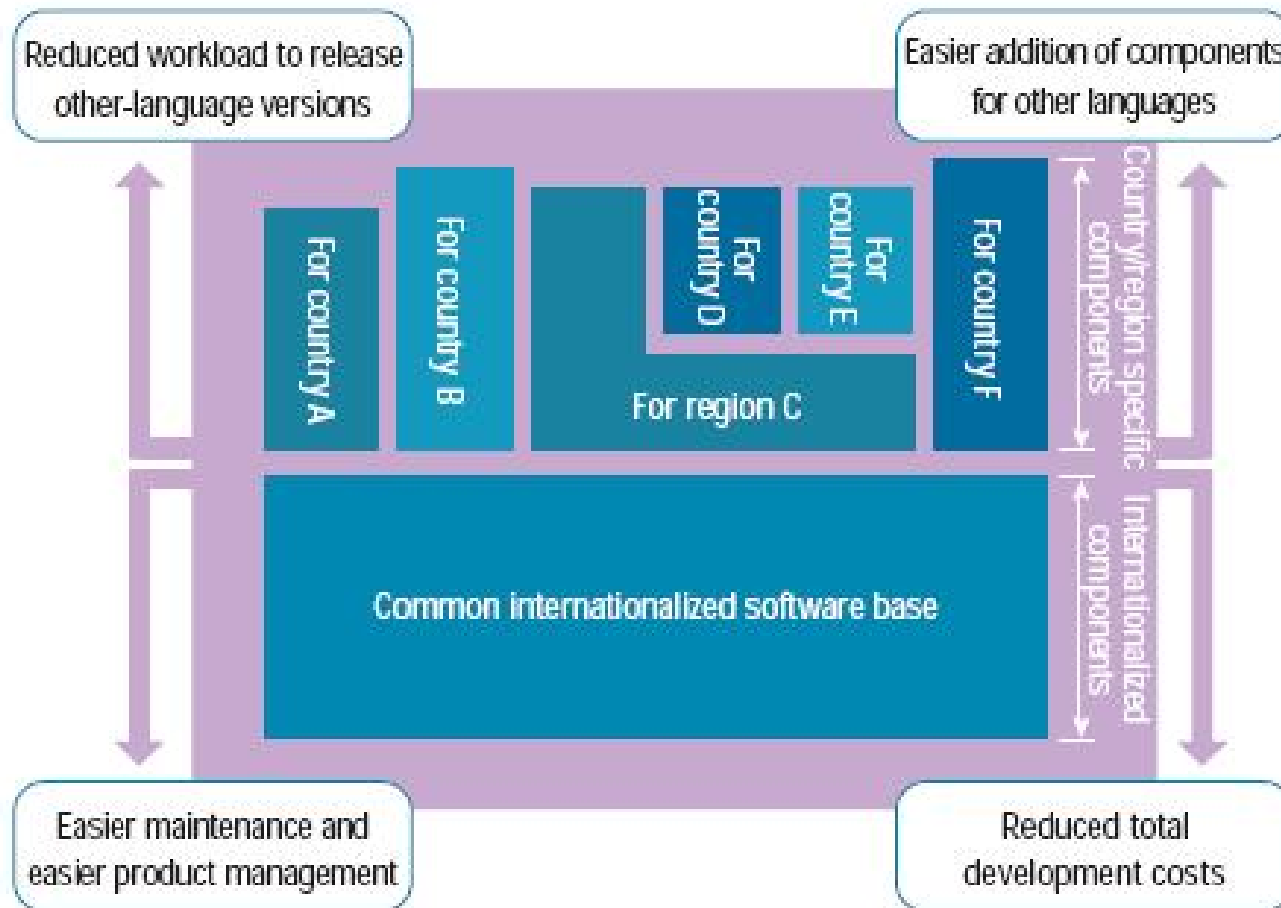 Reduced workload to release
other-language versions
Easier addition of components
for other languages
For country A
For country B
For region C
For
country D
For
country E
For country F
Country/region specific
components
Common internationalized software base
Internationalized
components
Easier maintenance and
easier product management
Reduced total
development costs